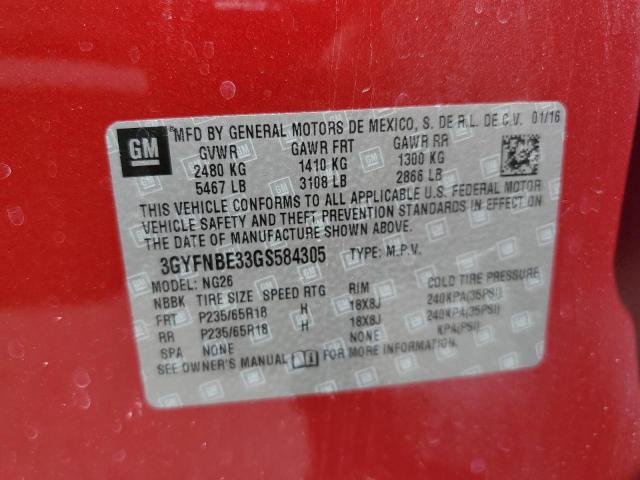 GM
® MFD BY GENERAL MOTORS DE MEXICO, S. DE R.L. DE C.V. 01/16
GVWR GAWR FRT GAWR RR
2480 KG 1410 KG 1300 KG
5467 LB 3108 LB 2866 LB
THIS VEHICLE CONFORMS TO ALL APPLICABLE U.S. FEDERAL MOTOR
VEHICLE SAFETY AND THEFT PREVENTION STANDARDS IN EFFECT ON
THE DATE OF MANUFACTURE SHOWN ABOVE.
3GYFNBE33GS584305 TYPE: M.P.V.
MODEL: NG26
NBBK TIRE SIZE SPEED RTG RIM COLD TIRE PRESSURE
FRT P235/65R18 H 18X8J 240KPA(35PSI)
RR P235/65R18 H 18X8J 240KPA(35PSI)
SPA NONE NONE KPA(PSI)
SEE OWNER'S MANUAL FOR MORE INFORMATION.